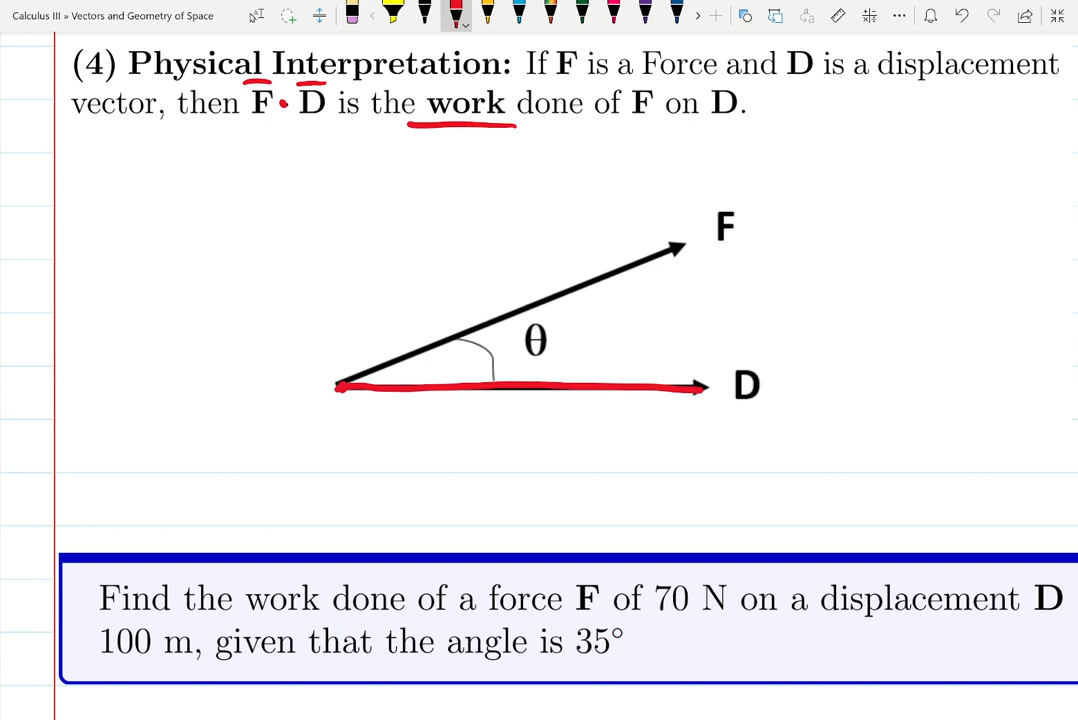 Calculus III » Vectors and Geometry of Space
(4) Physical Interpretation: If F is a Force and D is a displacement
vector, then F • D is the work done of F on D.
F
θ
D
Find the work done of a force F of 70 N on a displacement D
100 m, given that the angle is 35°